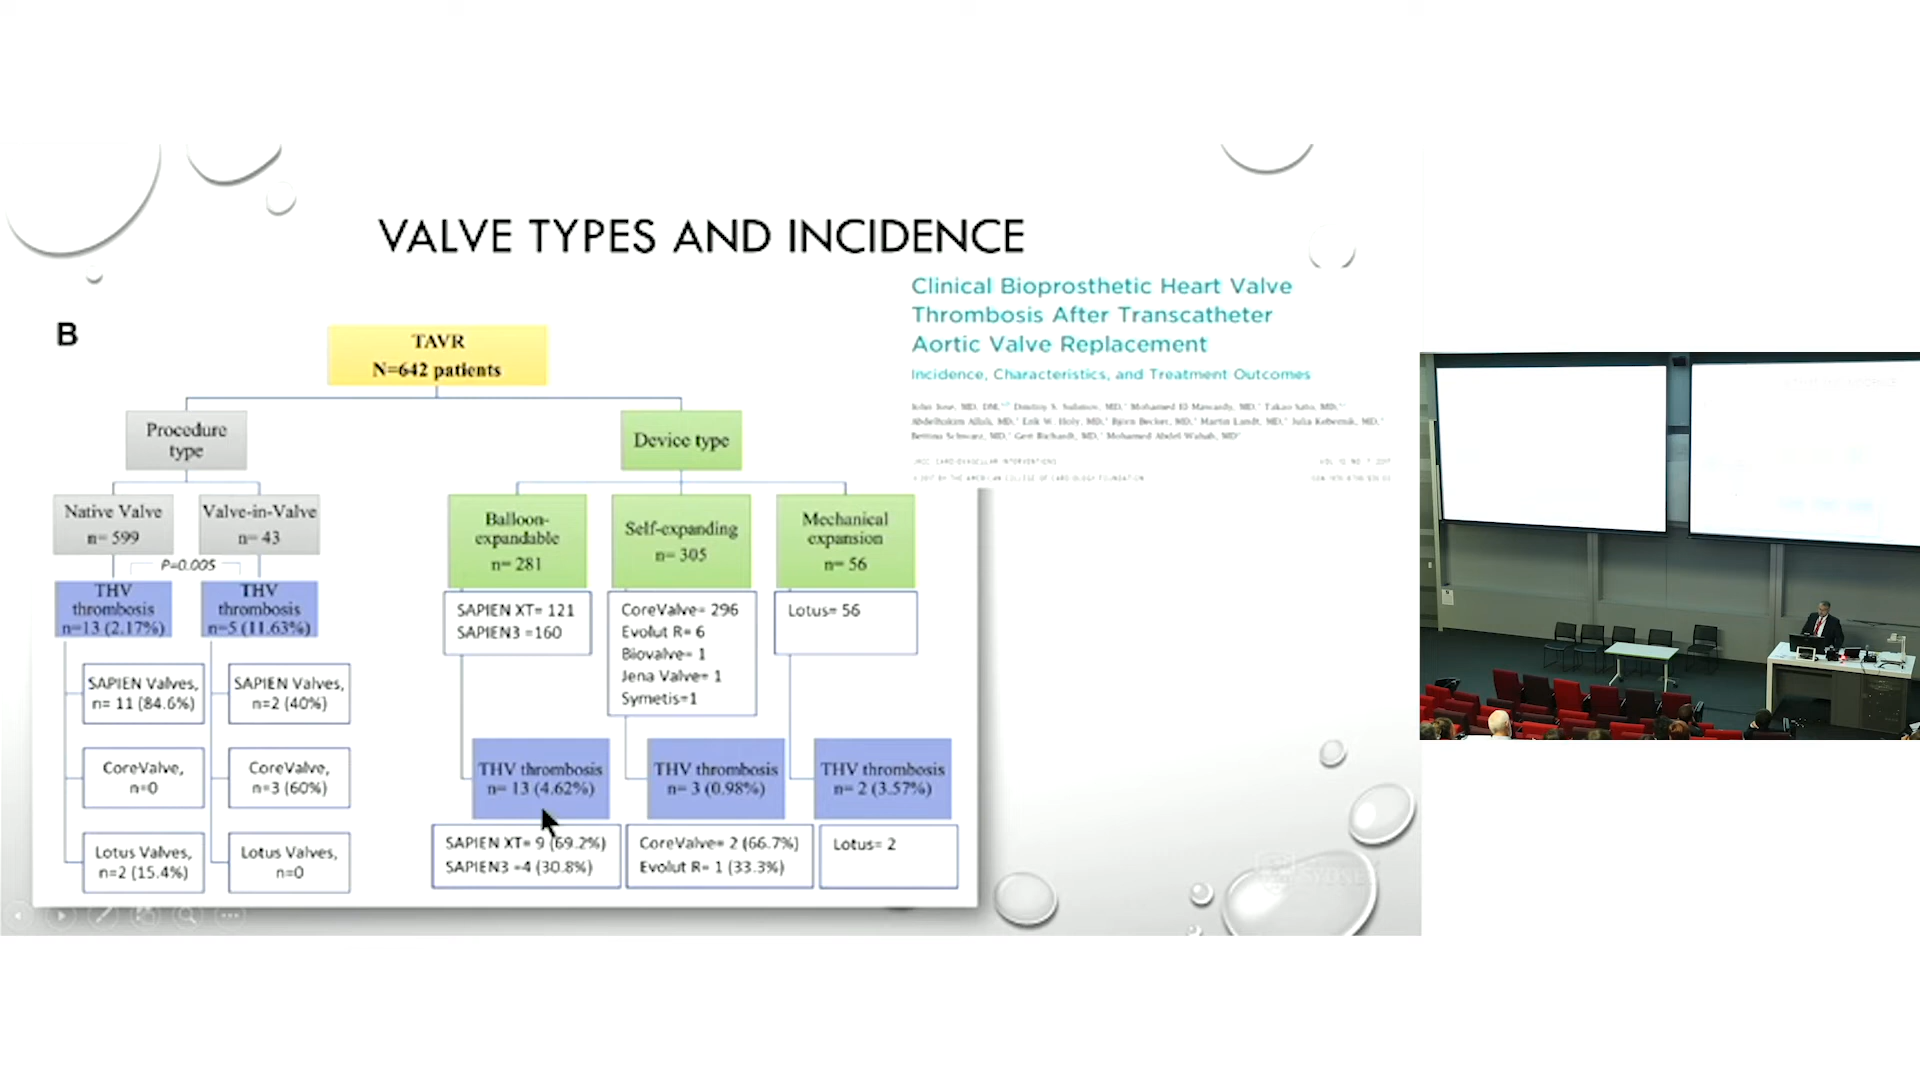 VALVE TYPES AND INCIDENCE
Clinical Bioprosthetic Heart Valve
Thrombosis After Transcatheter
Aortic Valve Replacement
Incidence, Characteristics, and Treatment Outcomes
B
TAVR
N=642 patients
Procedure
type
Device type
Native Valve
n= 599
Valve-in-Valve
n= 43
P=0.005
THV
thrombosis
n=13 (2.17%)
THV
thrombosis
n=5 (11.63%)
SAPIEN Valves,
n= 11 (84.6%)
SAPIEN Valves,
n=2 (40%)
CoreValve,
n=0
CoreValve,
n=3 (60%)
Lotus Valves,
n=2 (15.4%)
Lotus Valves,
n=0
Balloon-
expandable
n= 281
Self-expanding
n= 305
Mechanical
expansion
n= 56
SAPIEN XT= 121
SAPIEN3 =160
CoreValve= 296
Evolut R= 6
Biovalve= 1
Jena Valve= 1
Symetis=1
Lotus= 56
THV thrombosis
n= 13 (4.62%)
THV thrombosis
n= 3 (0.98%)
THV thrombosis
n= 2 (3.57%)
SAPIEN XT= 9 (69.2%)
SAPIEN3 =4 (30.8%)
CoreValve= 2 (66.7%)
Evolut R= 1 (33.3%)
Lotus= 2